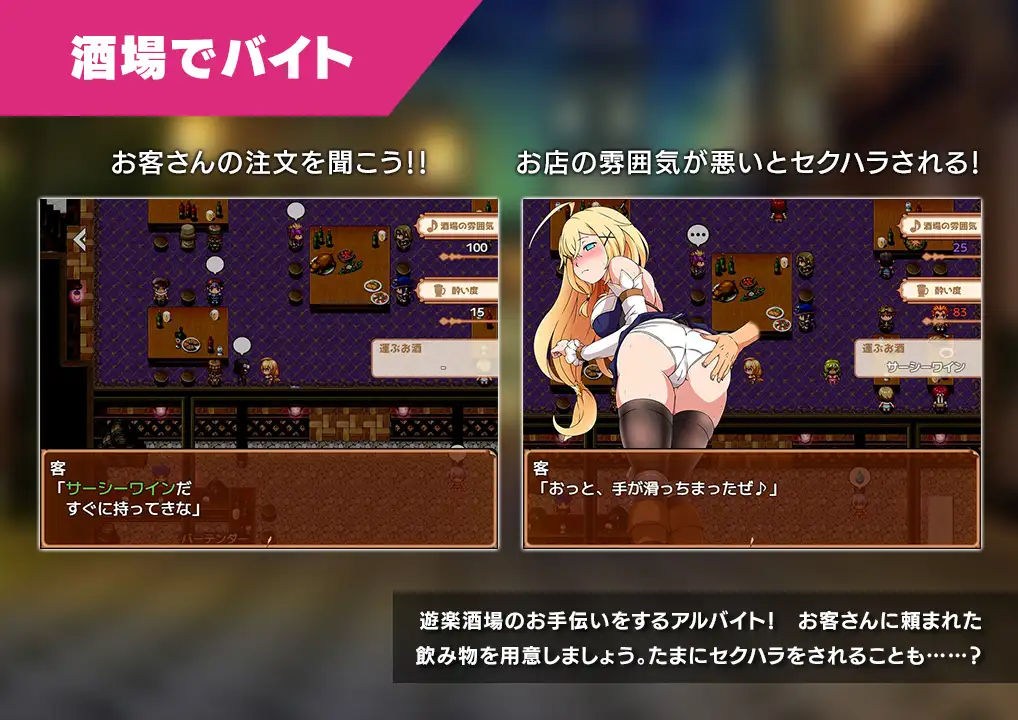 酒場でバイト
お客さんの注文を聞こう!!
お店の雰囲気が悪いとセクハラされる!
酒場の雰囲気
100
酔い度
15
運ぶお酒
-
客
「サーシーワインだ
すぐに持ってきな」
バーテンダー
酒場の雰囲気
25
酔い度
83
運ぶお酒
サーシーワイン
客
「おっと、手が滑っちまったぜ♪」
遊楽酒場のお手伝いをするアルバイト! お客さんに頼まれた
飲み物を用意しましょう。たまにセクハラをされることも……?